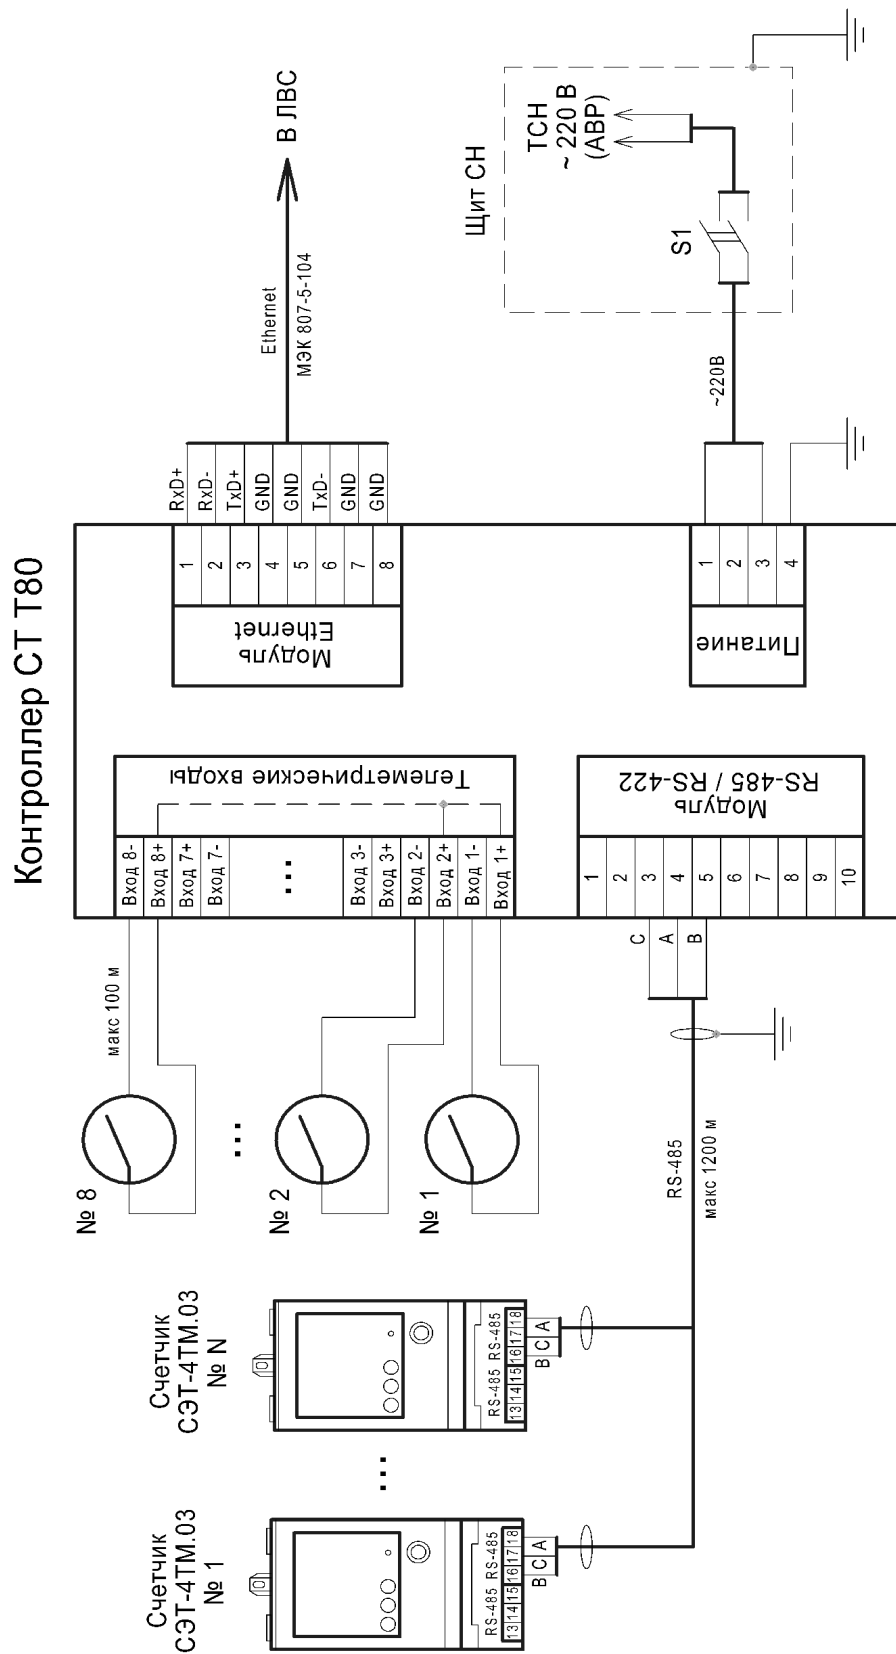 Контроллер СТ Т80
Счетчик
СЭТ-4ТМ.03
№ 1
RS-485 RS-485
13 14 15 16 17 18
B C A
...
Счетчик
СЭТ-4ТМ.03
№ N
RS-485 RS-485
13 14 15 16 17 18
B C A
№ 8
...
№ 2
№ 1
макс 100 м
RS-485
макс 1200 м
C
A
B
Вход 8-
Вход 8+
Вход 7+
Вход 7-
...
Вход 3-
Вход 3+
Вход 2-
Вход 2+
Вход 1-
Вход 1+
Телеметрические входы
1
2
3
4
5
6
7
8
9
10
Модуль
RS-485 / RS-422
Модуль
Ethernet
1
2
3
4
5
6
7
8
RxD+
RxD-
TxD+
GND
GND
TxD-
GND
GND
Ethernet
МЭК 807-5-104
В ЛВС
Питание
1
2
3
4
~220В
Щит СН
S1
ТСН
~ 220 В
(АВР)